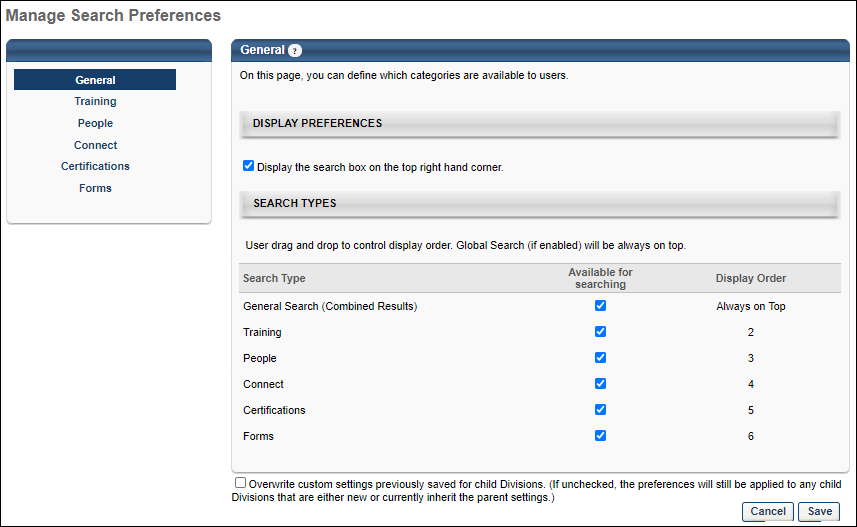 Manage Search Preferences
General
Training
People
Connect
Certifications
Forms
General ?
On this page, you can define which categories are available to users.
DISPLAY PREFERENCES
Display the search box on the top right hand corner.
SEARCH TYPES
User drag and drop to control display order. Global Search (if enabled) will be always on top.
Search Type Available for searching Display Order
General Search (Combined Results) Always on Top
Training 2
People 3
Connect 4
Certifications 5
Forms 6
Overwrite custom settings previously saved for child Divisions. (If unchecked, the preferences will still be applied to any child
Divisions that are either new or currently inherit the parent settings.)
Cancel Save